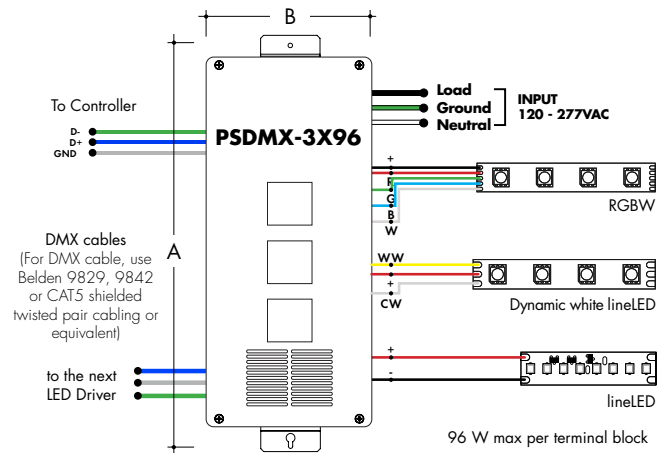 B
To Controller
D-
D+
GND
PSDMX-3X96
Load
Ground
Neutral
INPUT
120 - 277VAC
+
R
G
B
W
RGBW
DMX cables
(For DMX cable, use
Belden 9829, 9842
or CAT5 shielded
twisted pair cabling or
equivalent)
A
WW
+
CW
Dynamic white lineLED
to the next
LED Driver
+
-
lineLED
96 W max per terminal block